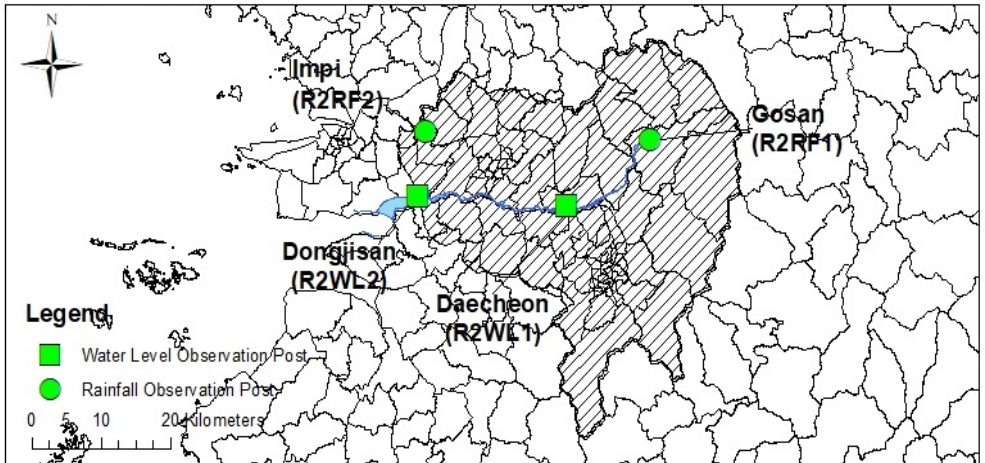 N
Impi
(R2RF2)
Gosan
(R2RF1)
Dongjisan
(R2WL2)
Daecheon
(R2WL1)
Legend
Water Level Observation Post
Rainfall Observation Post
0 5 10 20 Kilometers